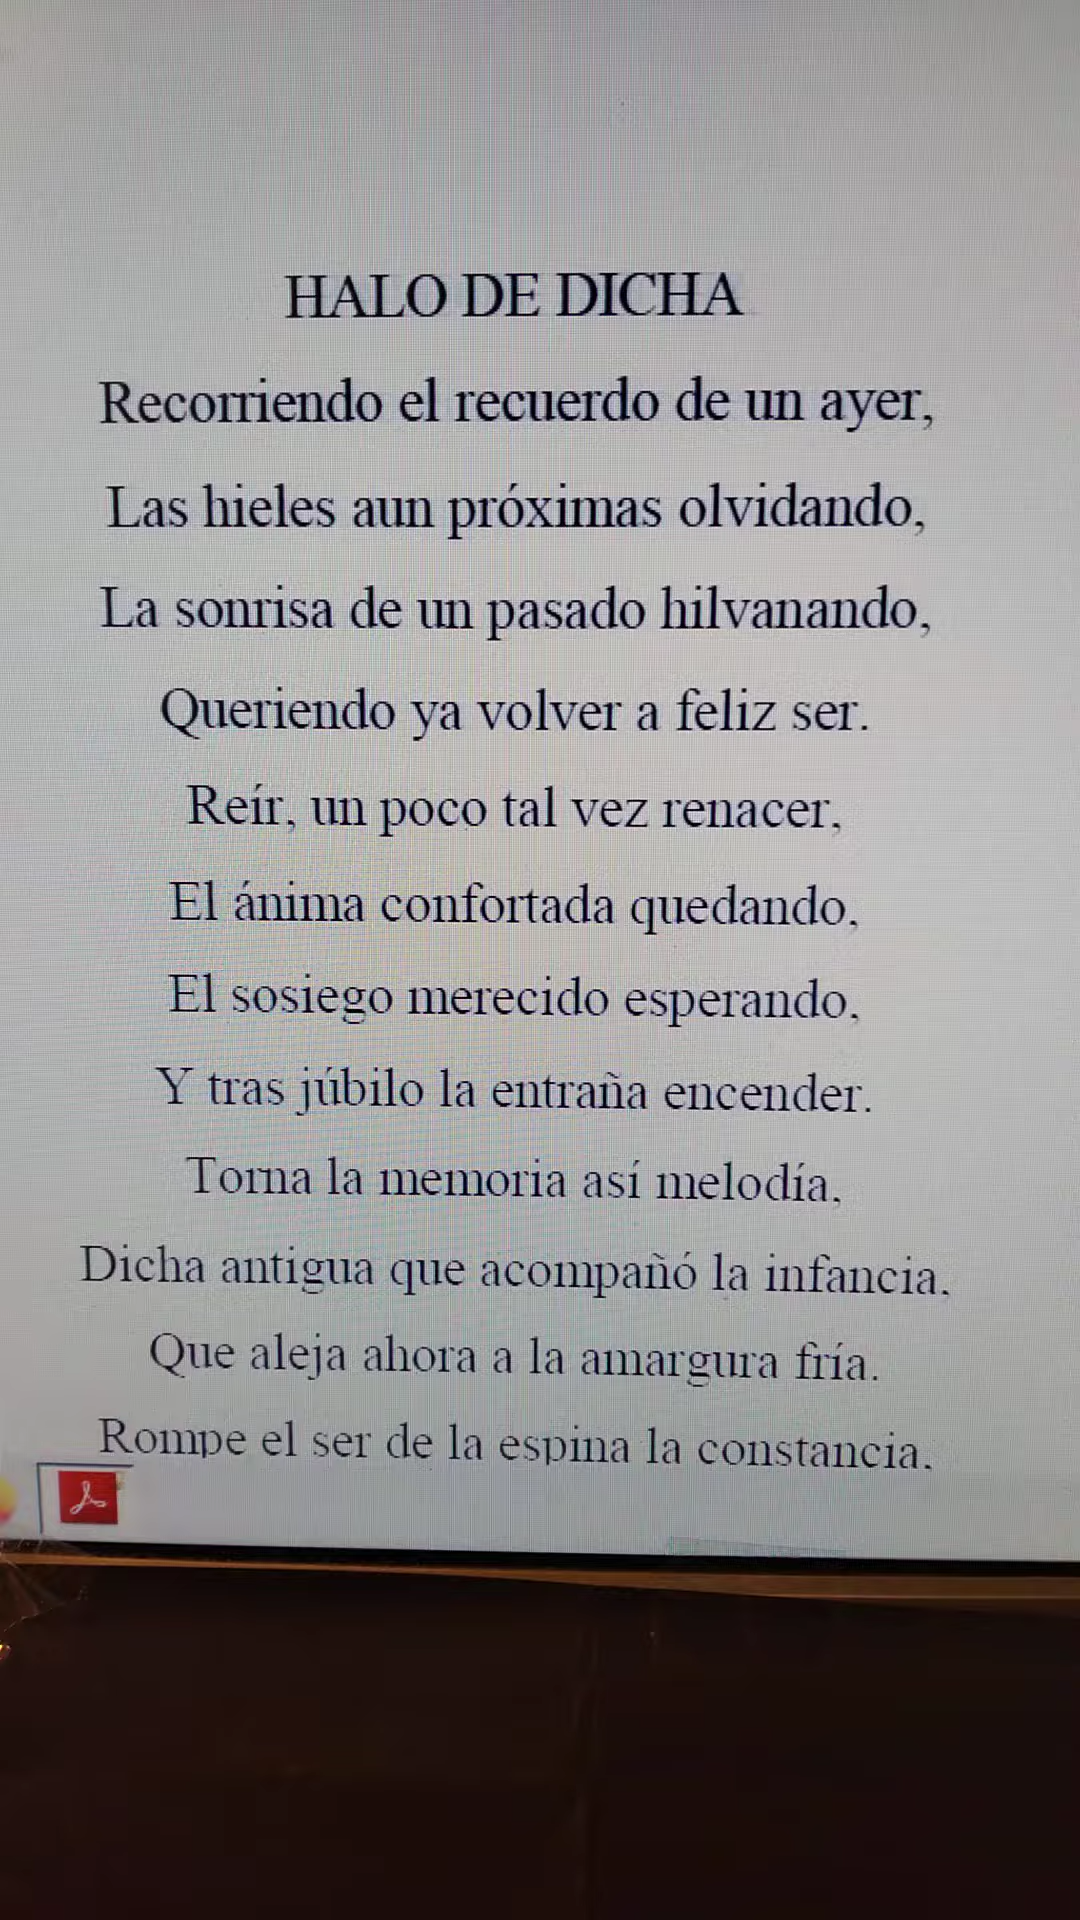 HALO DE DICHA
Recorriendo el recuerdo de un ayer,
Las hieles aun próximas olvidando,
La sonrisa de un pasado hilvanando,
Queriendo ya volver a feliz ser.
Reír, un poco tal vez renacer,
El ánima confortada quedando,
El sosiego merecido esperando,
Y tras júbilo la entraña encender.
Torna la memoria así melodía,
Dicha antigua que acompañó la infancia,
Que aleja ahora a la amargura fría.
Rompe el ser de la espina la constancia,